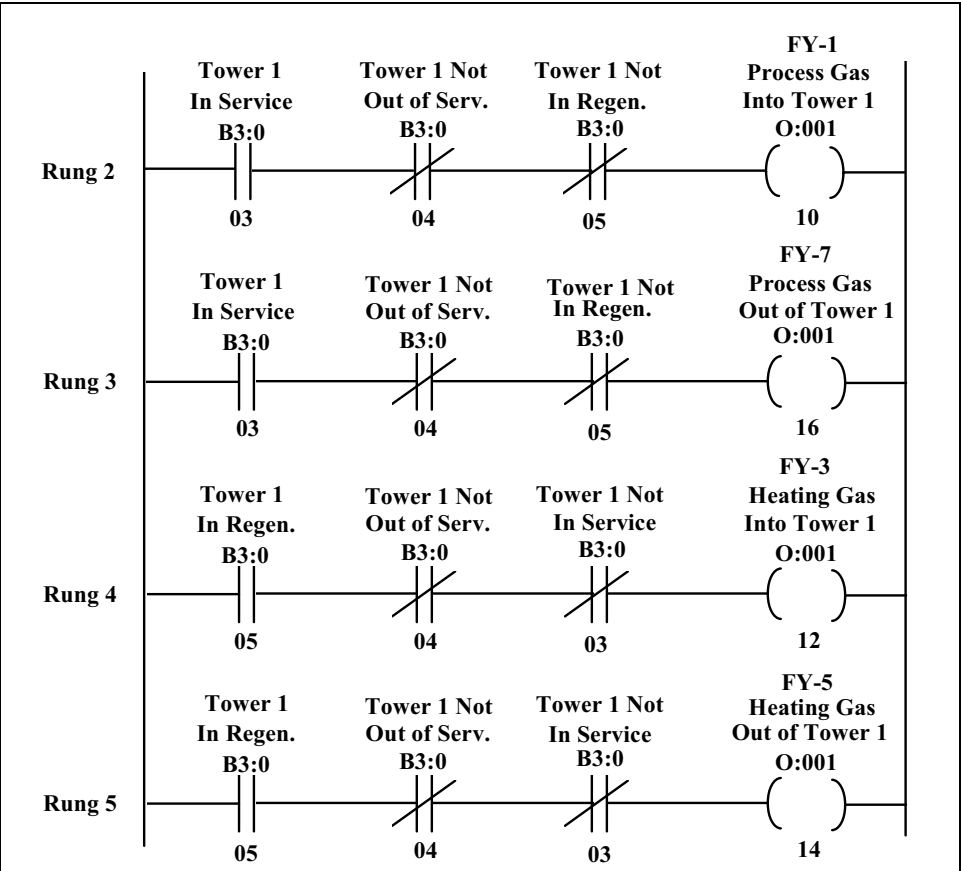 Tower 1
In Service
B3:0
03
Tower 1 Not
Out of Serv.
B3:0
04
Tower 1 Not
In Regen.
B3:0
05
FY-1
Process Gas
Into Tower 1
O:001
10
Rung 2
Tower 1
In Service
B3:0
03
Tower 1 Not
Out of Serv.
B3:0
04
Tower 1 Not
In Regen.
B3:0
05
FY-7
Process Gas
Out of Tower 1
O:001
16
Rung 3
Tower 1
In Regen.
B3:0
05
Tower 1 Not
Out of Serv.
B3:0
04
Tower 1 Not
In Service
B3:0
03
FY-3
Heating Gas
Into Tower 1
O:001
12
Rung 4
Tower 1
In Regen.
B3:0
05
Tower 1 Not
Out of Serv.
B3:0
04
Tower 1 Not
In Service
B3:0
03
FY-5
Heating Gas
Out of Tower 1
O:001
14
Rung 5